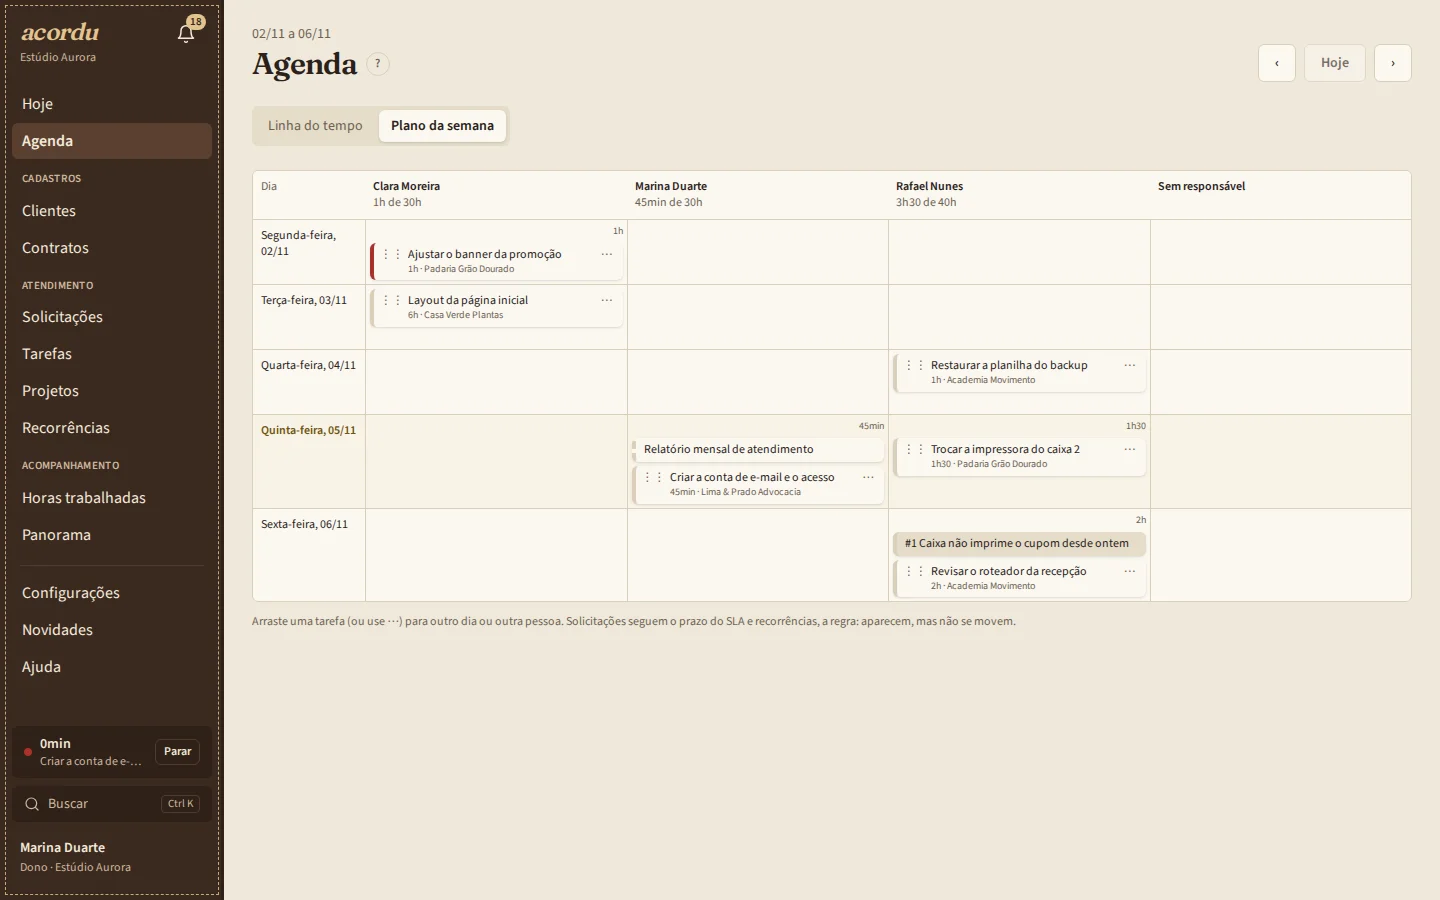 acordu
18
Estúdio Aurora
Hoje
Agenda
CADASTROS
Clientes
Contratos
ATENDIMENTO
Solicitações
Tarefas
Projetos
Recorrências
ACOMPANHAMENTO
Horas trabalhadas
Panorama
Configurações
Novidades
Ajuda
0min
Criar a conta de e-...
Parar
Buscar
Ctrl K
Marina Duarte
Dono · Estúdio Aurora
02/11 a 06/11
Agenda ?
‹ Hoje ›
Linha do tempo Plano da semana
Dia
Clara Moreira
1h de 30h
Marina Duarte
45min de 30h
Rafael Nunes
3h30 de 40h
Sem responsável
Segunda-feira,
02/11
1h
Ajustar o banner da promoção ···
1h · Padaria Grão Dourado
Terça-feira, 03/11
Layout da página inicial ···
6h · Casa Verde Plantas
Quarta-feira, 04/11
Restaurar a planilha do backup ···
1h · Academia Movimento
Quinta-feira, 05/11
45min
Relatório mensal de atendimento
Criar a conta de e-mail e o acesso ···
45min · Lima & Prado Advocacia
1h30
Trocar a impressora do caixa 2 ···
1h30 · Padaria Grão Dourado
Sexta-feira, 06/11
2h
#1 Caixa não imprime o cupom desde ontem
Revisar o roteador da recepção ···
2h · Academia Movimento
Arraste uma tarefa (ou use ···) para outro dia ou outra pessoa. Solicitações seguem o prazo do SLA e recorrências, a regra: aparecem, mas não se movem.